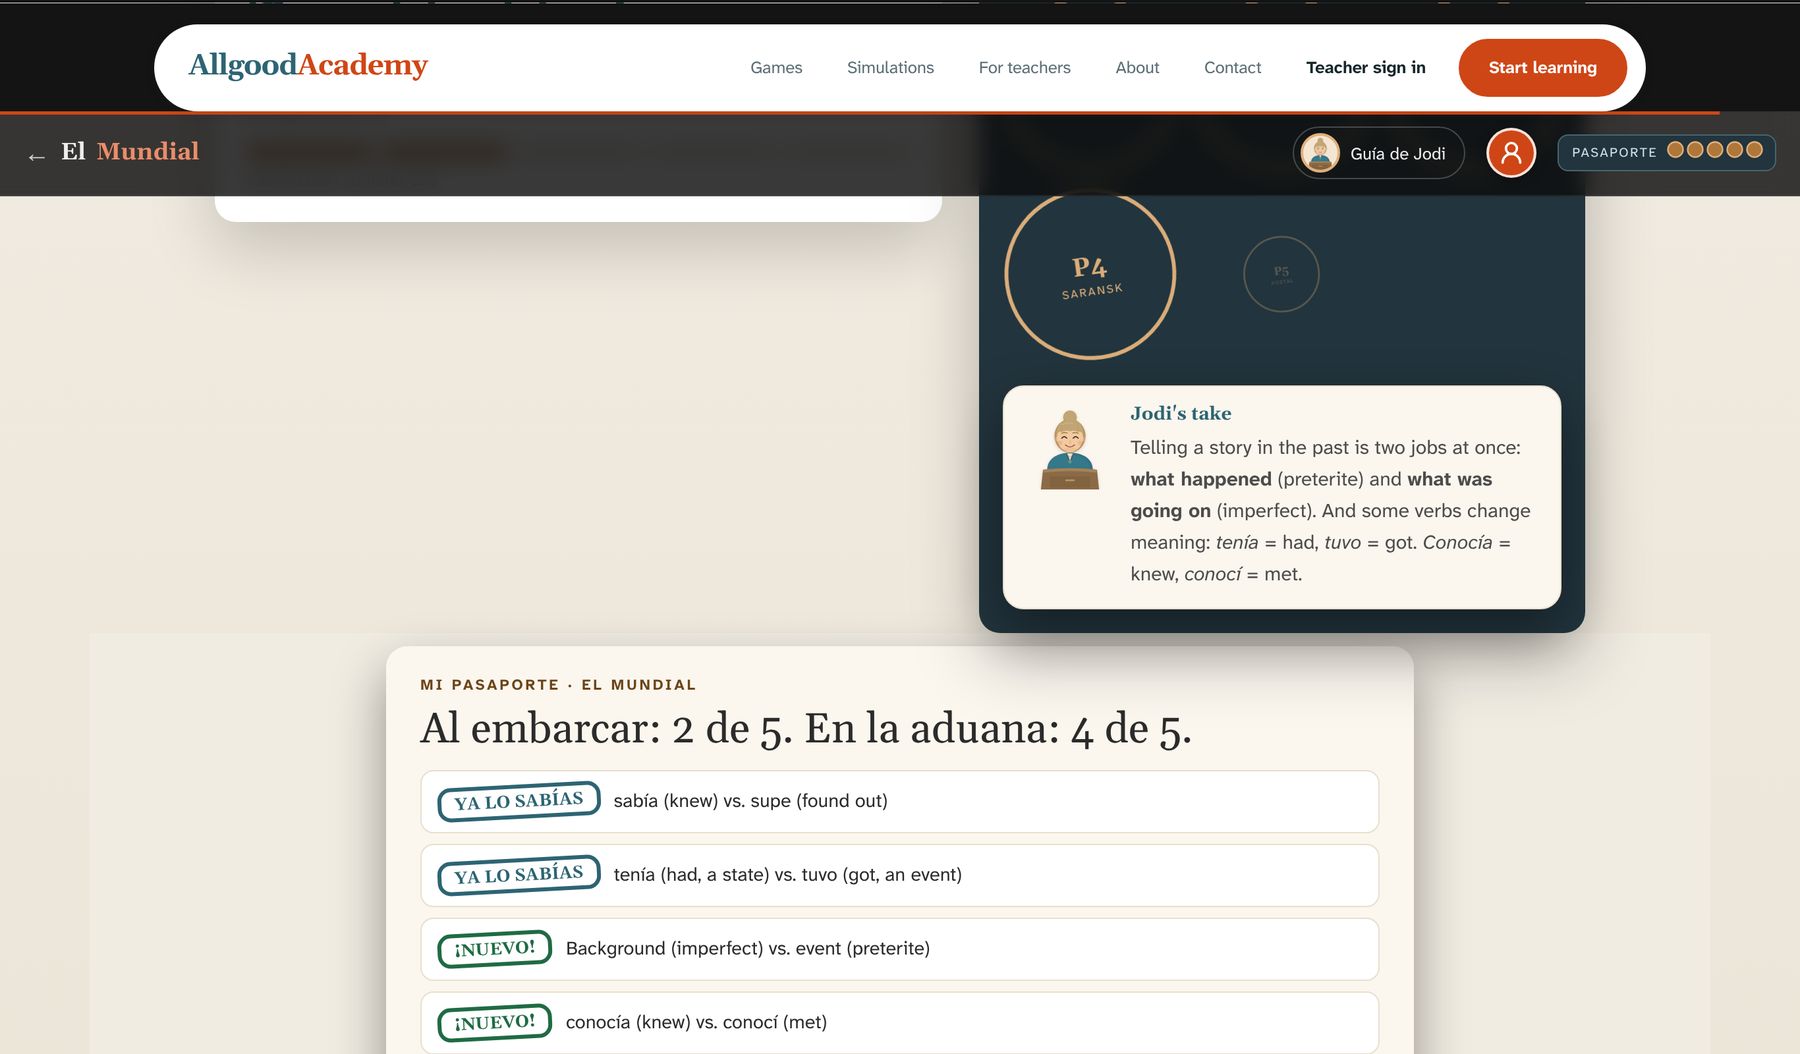 AllgoodAcademy
Games
Simulations
For teachers
About
Contact
Teacher sign in
Start learning
← El Mundial
Guía de Jodi
PASAPORTE
P4
SARANSK
P5
Jodi's take
Telling a story in the past is two jobs at once:
what happened (preterite) and what was
going on (imperfect). And some verbs change
meaning: tenía = had, tuvo = got. Conocía =
knew, conocí = met.
MI PASAPORTE · EL MUNDIAL
Al embarcar: 2 de 5. En la aduana: 4 de 5.
YA LO SABÍAS sabía (knew) vs. supe (found out)
YA LO SABÍAS tenía (had, a state) vs. tuvo (got, an event)
¡NUEVO! Background (imperfect) vs. event (preterite)
¡NUEVO! conocía (knew) vs. conocí (met)